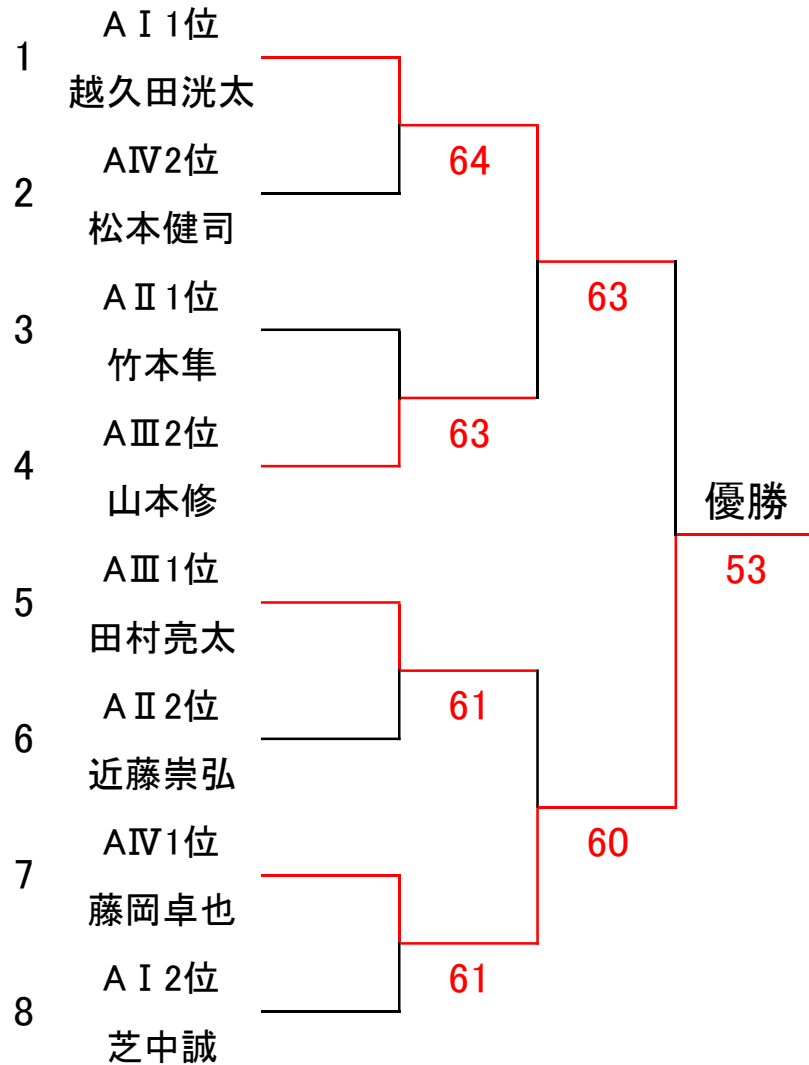 AⅠ1位
1
越久田洸太
AⅣ2位
64
2
松本健司
AⅡ1位
63
3
竹本隼
AⅢ2位
63
4
山本修
優勝
AⅢ1位
53
5
田村亮太
AⅡ2位
61
6
近藤崇弘
AⅣ1位
60
7
藤岡卓也
AⅠ2位
61
8
芝中誠